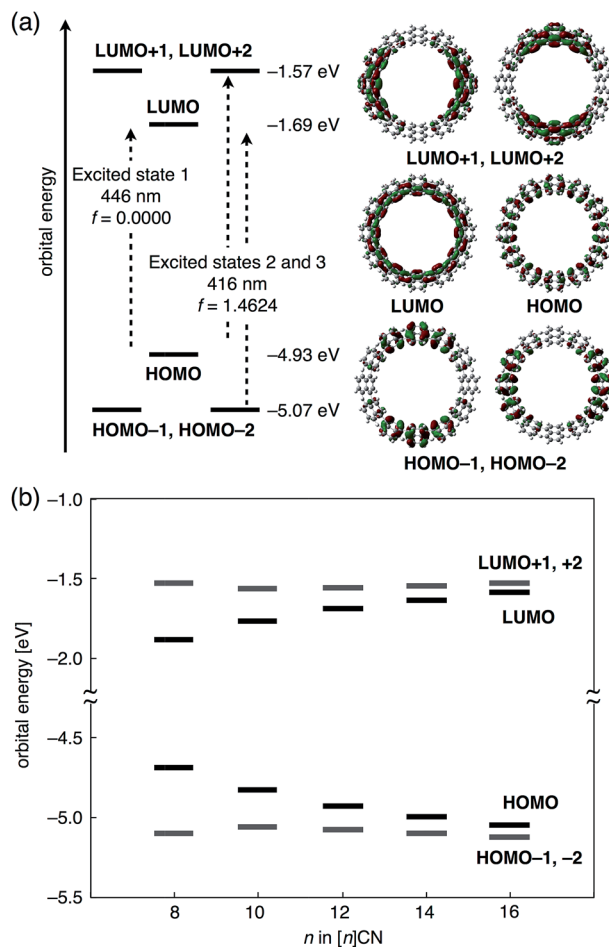 (a)
LUMO+1, LUMO+2
−1.57 eV
LUMO
−1.69 eV
Excited state 1
446 nm
f = 0.0000
Excited states 2 and 3
416 nm
f = 1.4624
−4.93 eV
HOMO
−5.07 eV
HOMO−1, HOMO−2
orbital energy
LUMO+1, LUMO+2
LUMO
HOMO
HOMO−1, HOMO−2
(b)
orbital energy [eV]
−1.0
−1.5
−2.0
≈
≈
−4.5
−5.0
−5.5
LUMO+1, +2
LUMO
HOMO
HOMO−1, −2
8
10
12
14
16
n in [n]CN